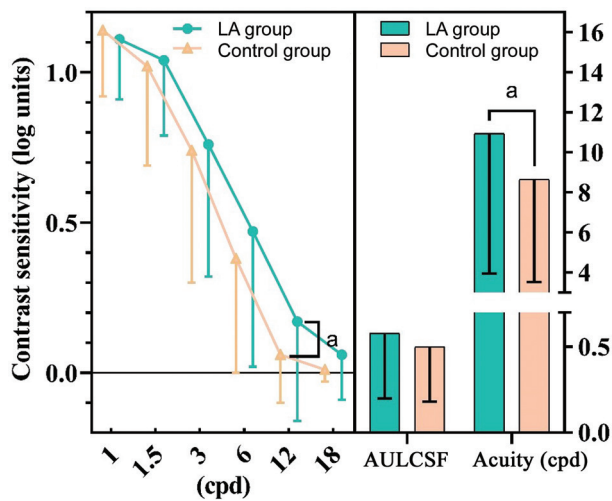 LA group
Control group
Contrast sensitivity (log units)
1.0
0.5
0.0
a
1
1.5
3
6
12
18
(cpd)
LA group
Control group
a
16
14
12
10
8
6
4
0.5
0.0
AULCSF
Acuity (cpd)